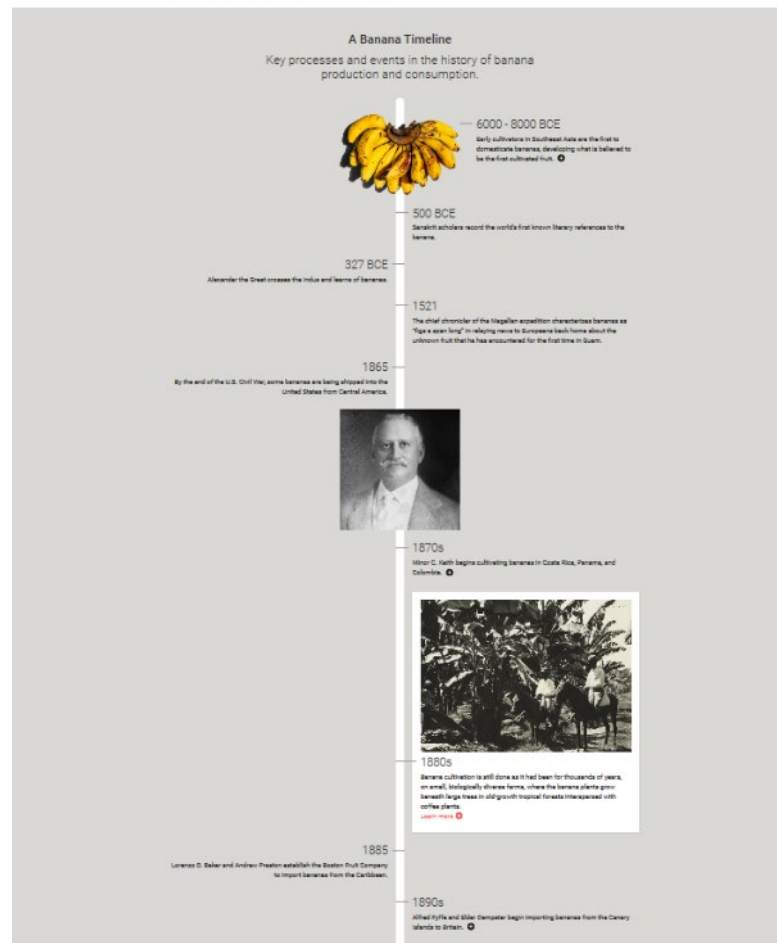 A Banana Timeline
Key processes and events in the history of banana
production and consumption.
6000 - 8000 BCE
Early cultivators in Southeast Asia are the first to
domesticate bananas, developing what is believed to
be the first cultivated fruit.
500 BCE
Sanskrit scholars record the world's first known literary references to the
banana.
327 BCE
Alexander the Great crosses the Indus and learns of bananas.
1521
The chief chronicler of the Magellan expedition characterizes bananas as
"figs a span long" in relaying news to Europeans back home about the
unknown fruit that he has encountered for the first time in Guam.
1865
By the end of the U.S. Civil War, some bananas are being shipped into the
United States from Central America.
1870s
Minor C. Keith begins cultivating bananas in Costa Rica, Panama, and
Colombia.
1880s
Banana cultivation is still done as it had been for thousands of years,
on small, biologically diverse farms, where the banana plants grow
beneath large trees in old-growth tropical forests interspersed with
coffee plants.
Learn more
1885
Lorenzo D. Baker and Andrew Preston establish the Boston Fruit Company
to import bananas from the Caribbean.
1890s
Alfred Fyffe and Elder Dempster begin importing bananas from the Canary
Islands to Britain.